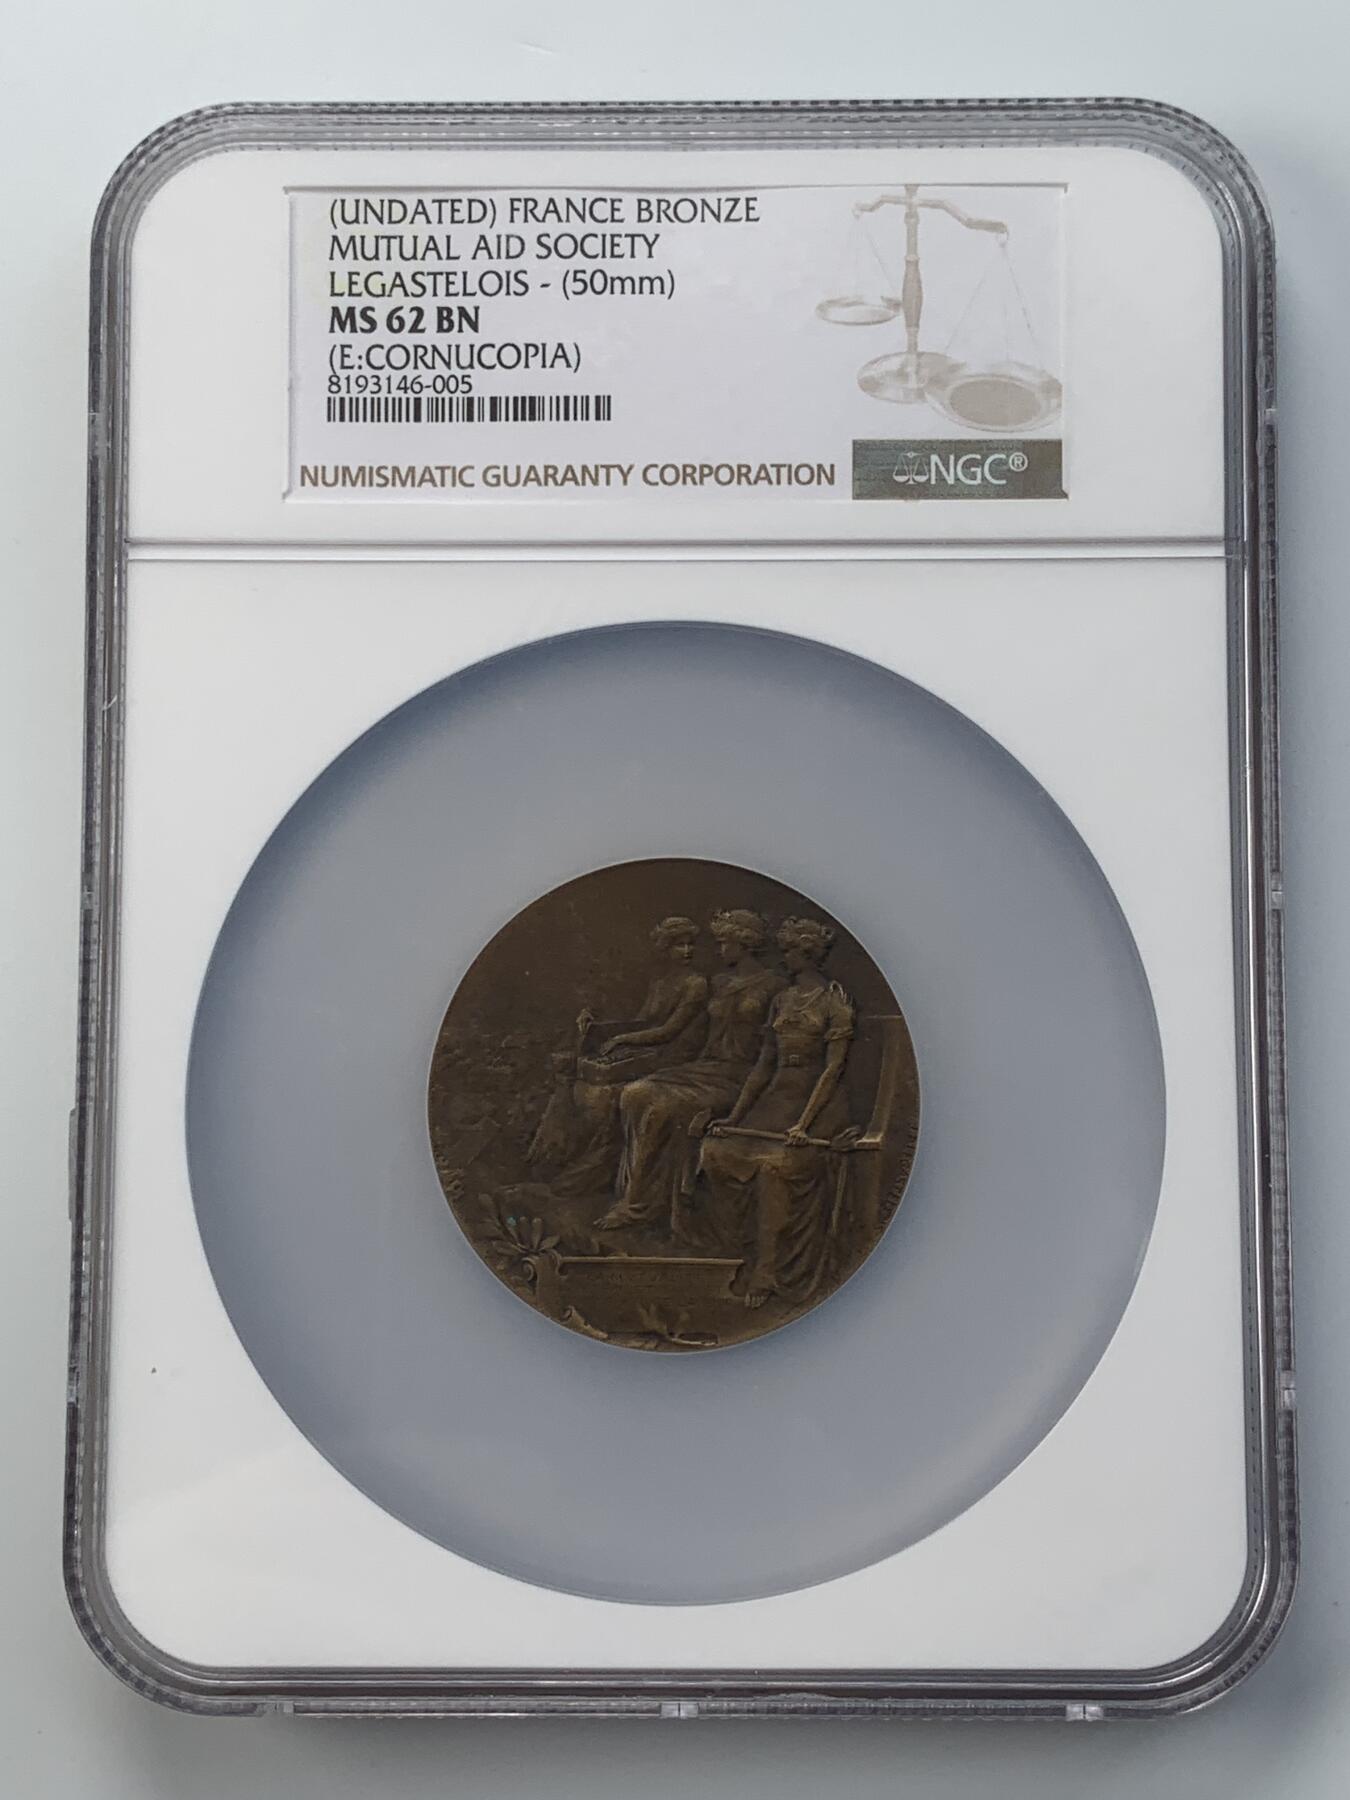 (UNDATED) FRANCE BRONZE
MUTUAL AID SOCIETY
LEGASTELOIS - (50mm)
MS 62 BN
(E:CORNUCOPIA)
8193146-005
NUMISMATIC GUARANTY CORPORATION
NGC®